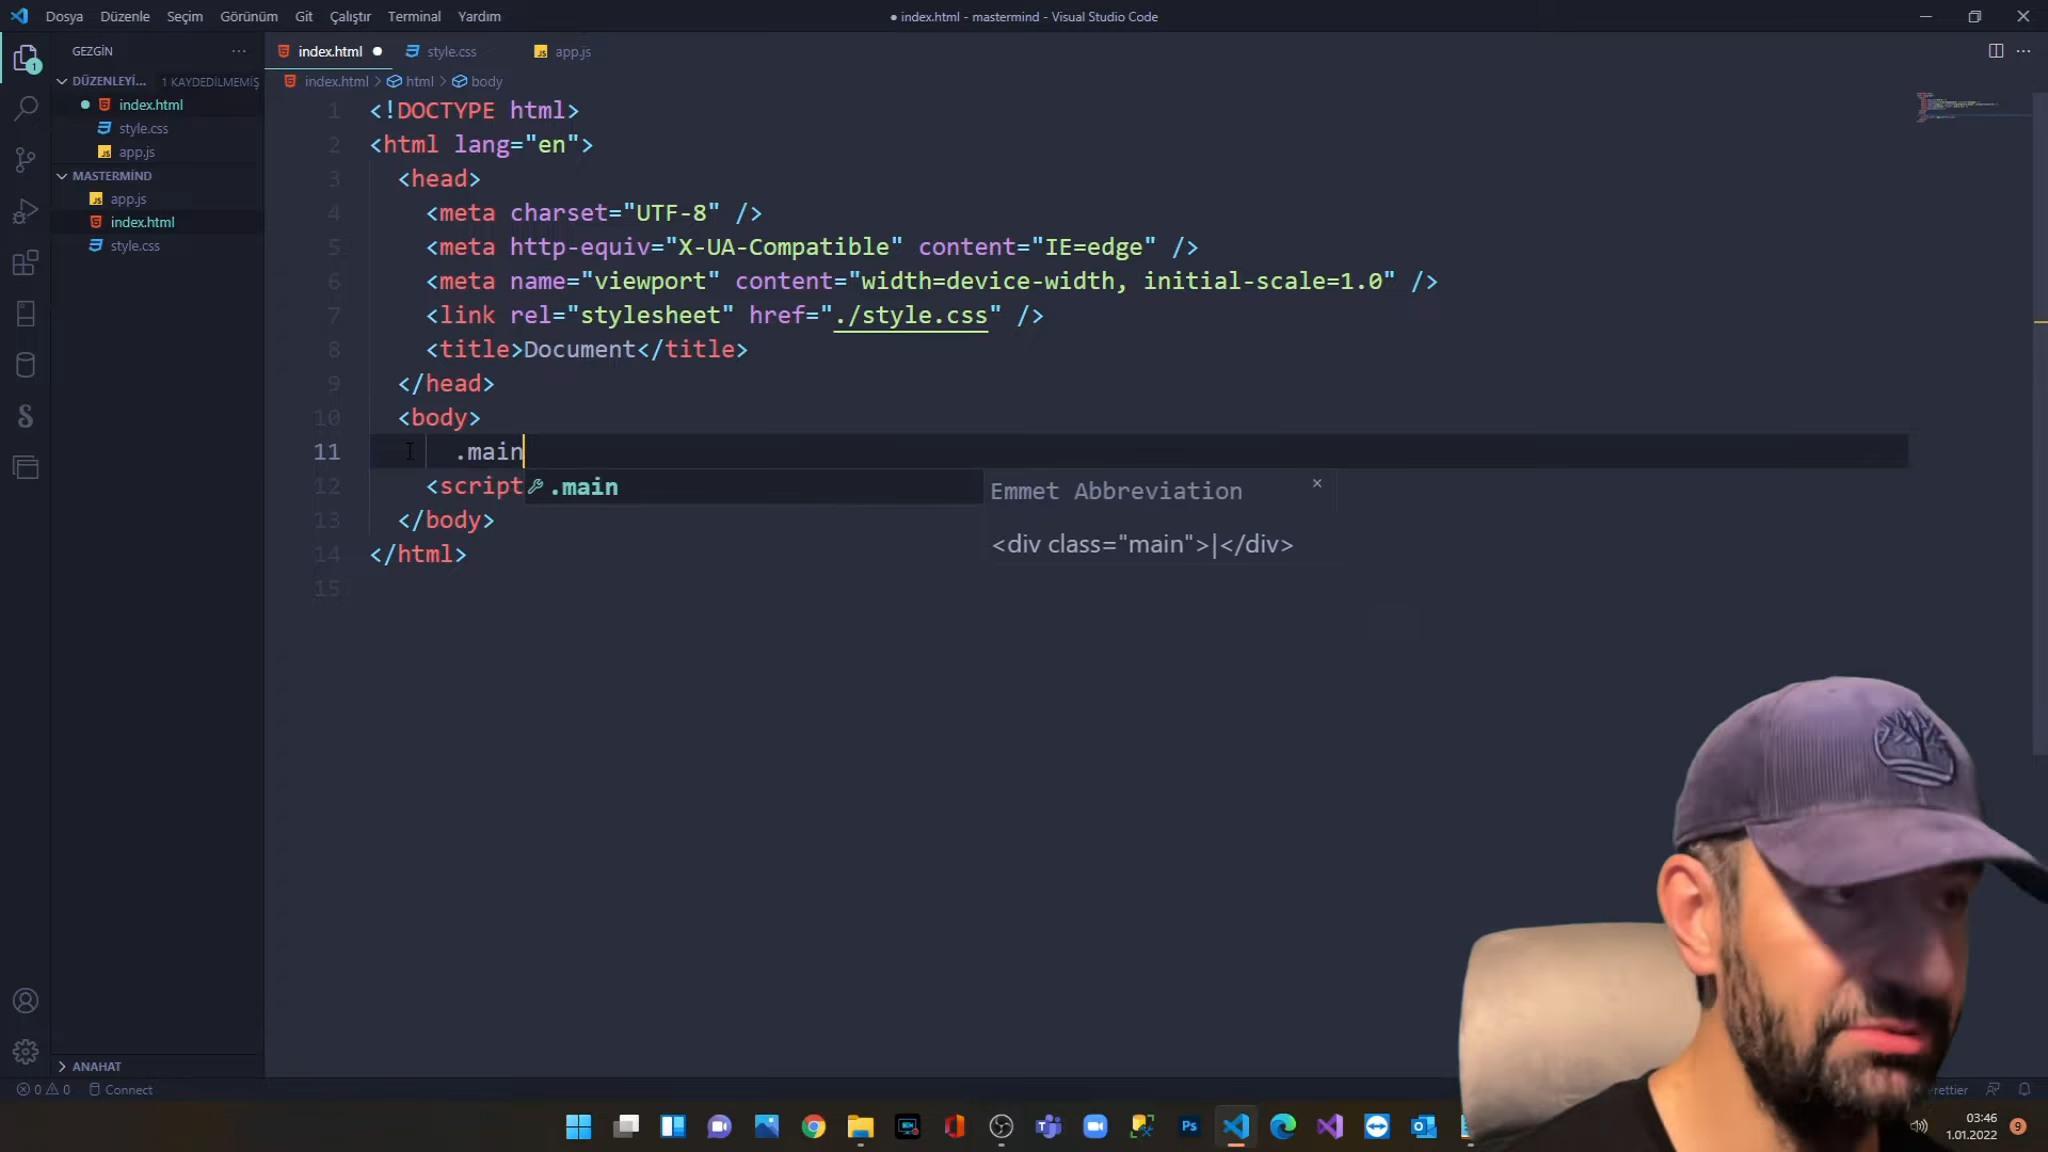 Dosya Düzenle Seçim Görünüm Git Çalıştır Terminal Yardım
● index.html - mastermind - Visual Studio Code
GEZGİN
index.html
style.css
app.js
DÜZENLEYİ... 1 KAYDEDİLMEMİŞ
index.html > html > body
index.html
style.css
app.js
MASTERMİND
app.js
index.html
style.css
1 <!DOCTYPE html>
2 <html lang="en">
3 <head>
4 <meta charset="UTF-8" />
5 <meta http-equiv="X-UA-Compatible" content="IE=edge" />
6 <meta name="viewport" content="width=device-width, initial-scale=1.0" />
7 <link rel="stylesheet" href="./style.css" />
8 <title>Document</title>
9 </head>
10 <body>
11 .main
12 <script
.main
Emmet Abbreviation
<div class="main">|</div>
13 </body>
14 </html>
15
1
ANAHAT
0 0 Connect
Ps
03:46
1.01.2022
9